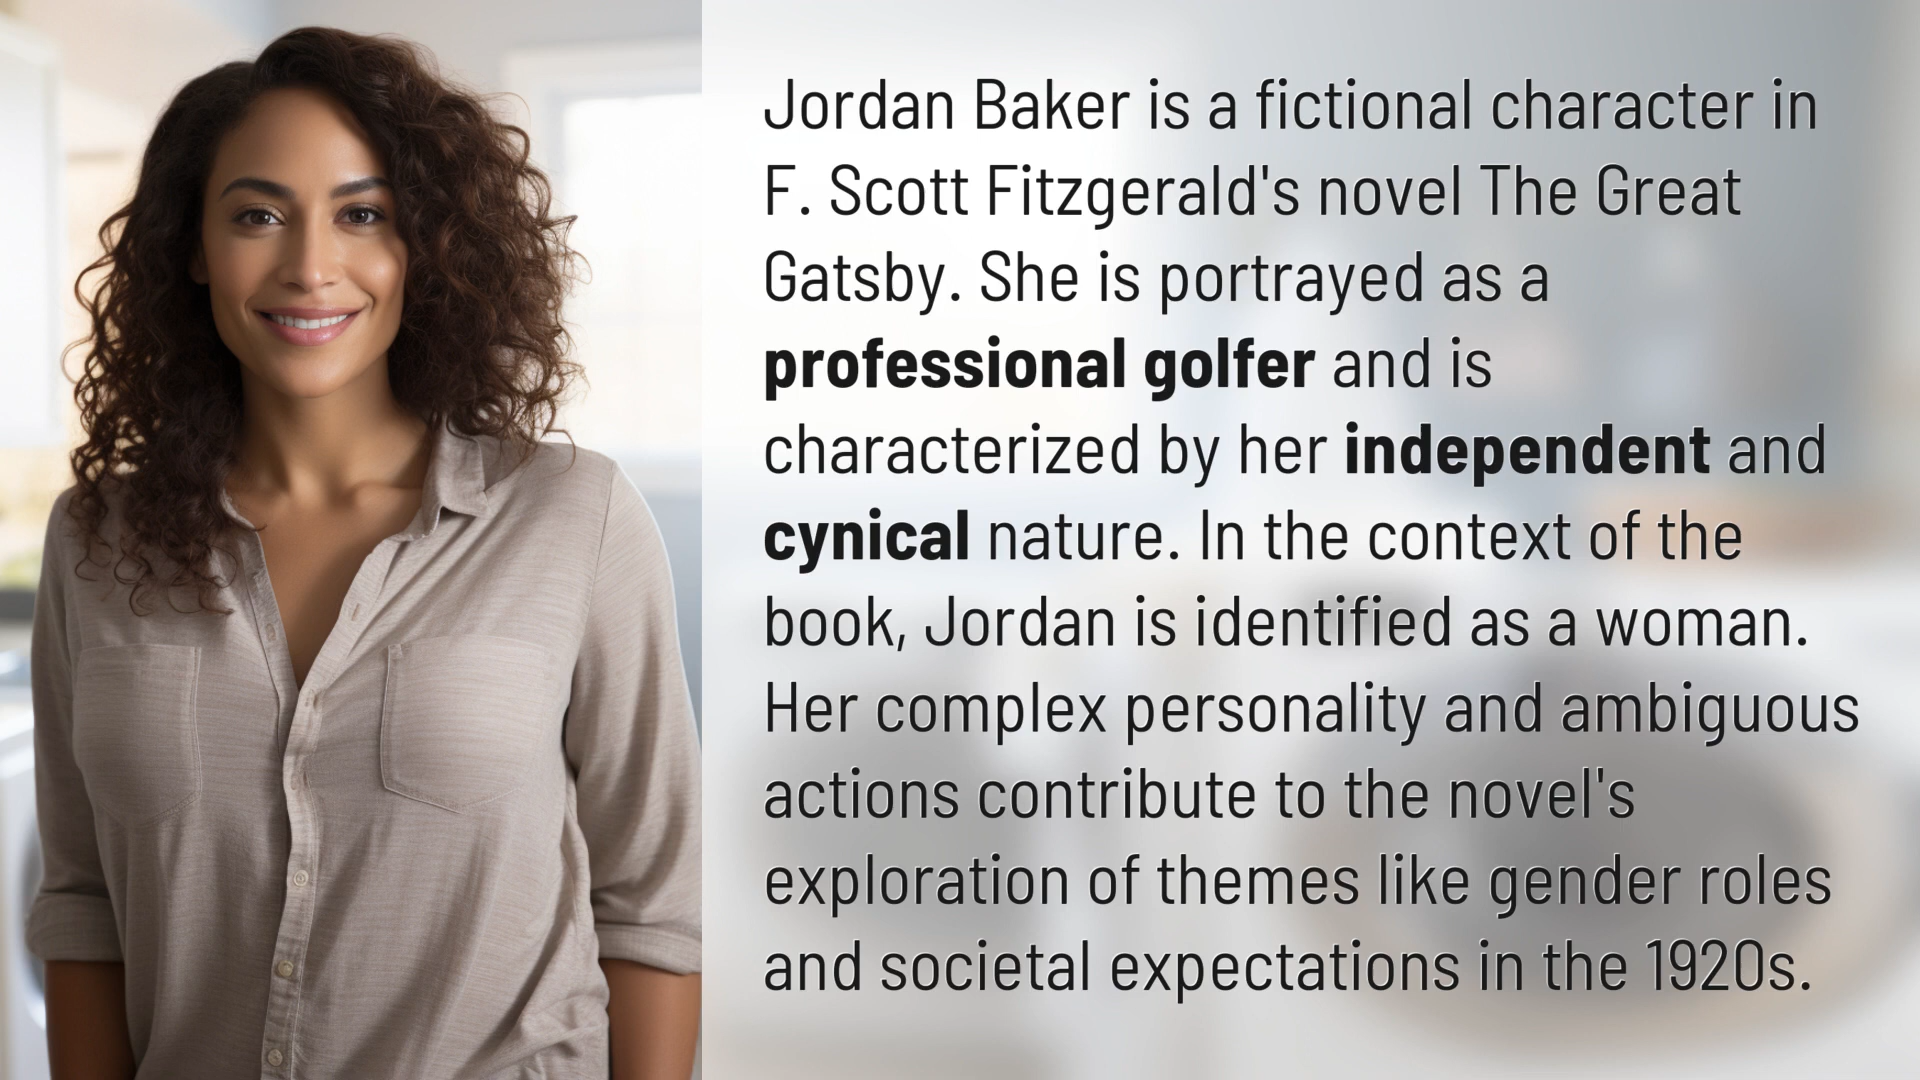 Jordan Baker is a fictional character in
F. Scott Fitzgerald's novel The Great
Gatsby. She is portrayed as a
professional golfer and is
characterized by her independent and
cynical nature. In the context of the
book, Jordan is identified as a woman.
Her complex personality and ambiguous
actions contribute to the novel's
exploration of themes like gender roles
and societal expectations in the 1920s.